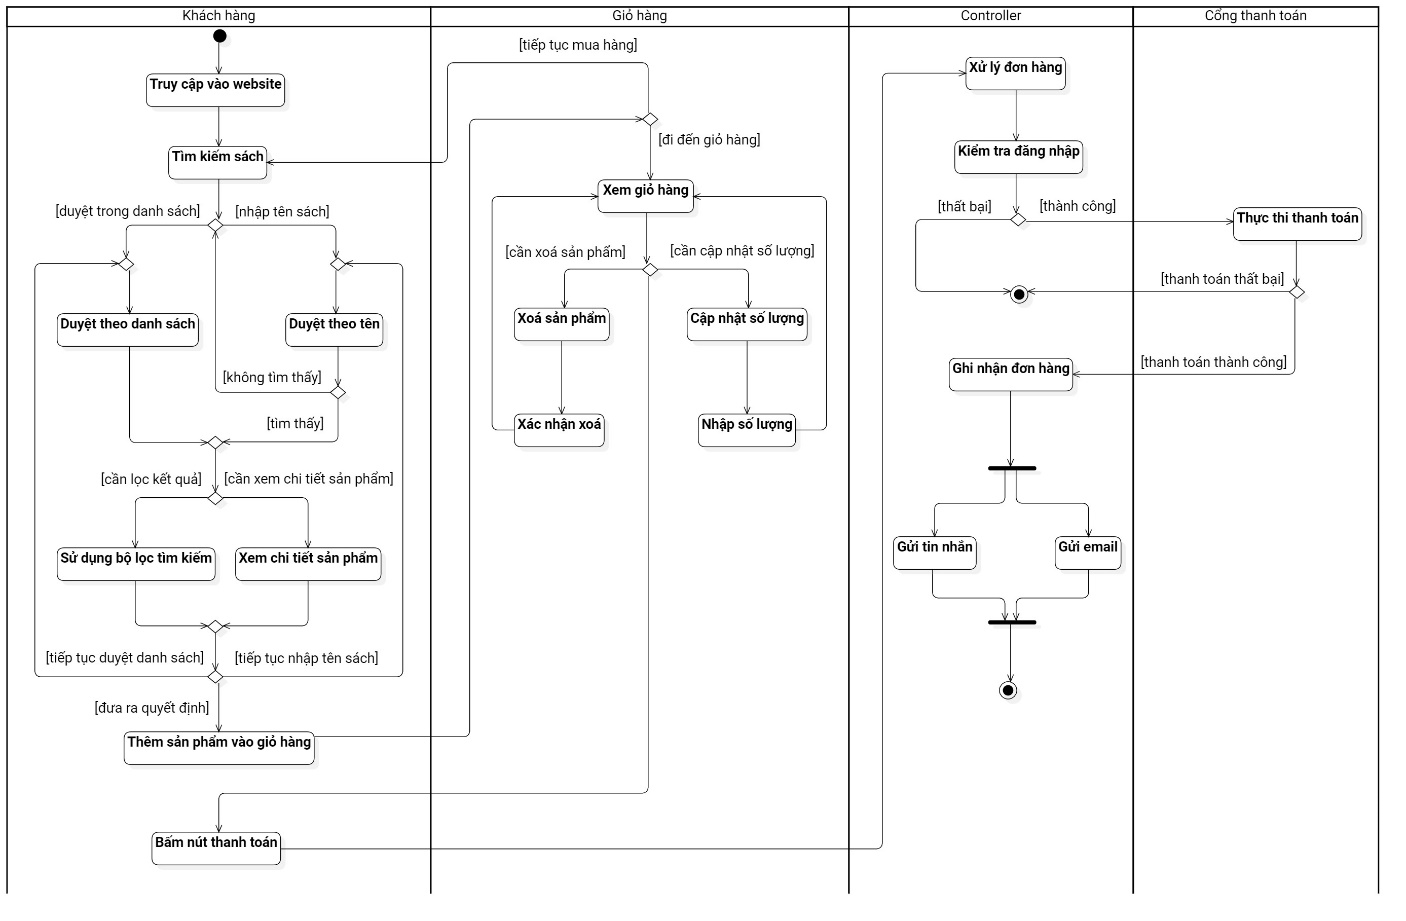 Khách hàng
Giỏ hàng
Controller
Cổng thanh toán
Truy cập vào website
Tìm kiếm sách
[duyệt trong danh sách]
[nhập tên sách]
Duyệt theo danh sách
Duyệt theo tên
[không tìm thấy]
[tìm thấy]
[cần lọc kết quả]
[cần xem chi tiết sản phẩm]
Sử dụng bộ lọc tìm kiếm
Xem chi tiết sản phẩm
[tiếp tục duyệt danh sách]
[tiếp tục nhập tên sách]
[đưa ra quyết định]
Thêm sản phẩm vào giỏ hàng
Bấm nút thanh toán
[tiếp tục mua hàng]
[đi đến giỏ hàng]
Xem giỏ hàng
[cần xoá sản phẩm]
[cần cập nhật số lượng]
Xoá sản phẩm
Cập nhật số lượng
Xác nhận xoá
Nhập số lượng
Xử lý đơn hàng
Kiểm tra đăng nhập
[thất bại]
[thành công]
Thực thi thanh toán
[thanh toán thất bại]
[thanh toán thành công]
Ghi nhận đơn hàng
Gửi tin nhắn
Gửi email